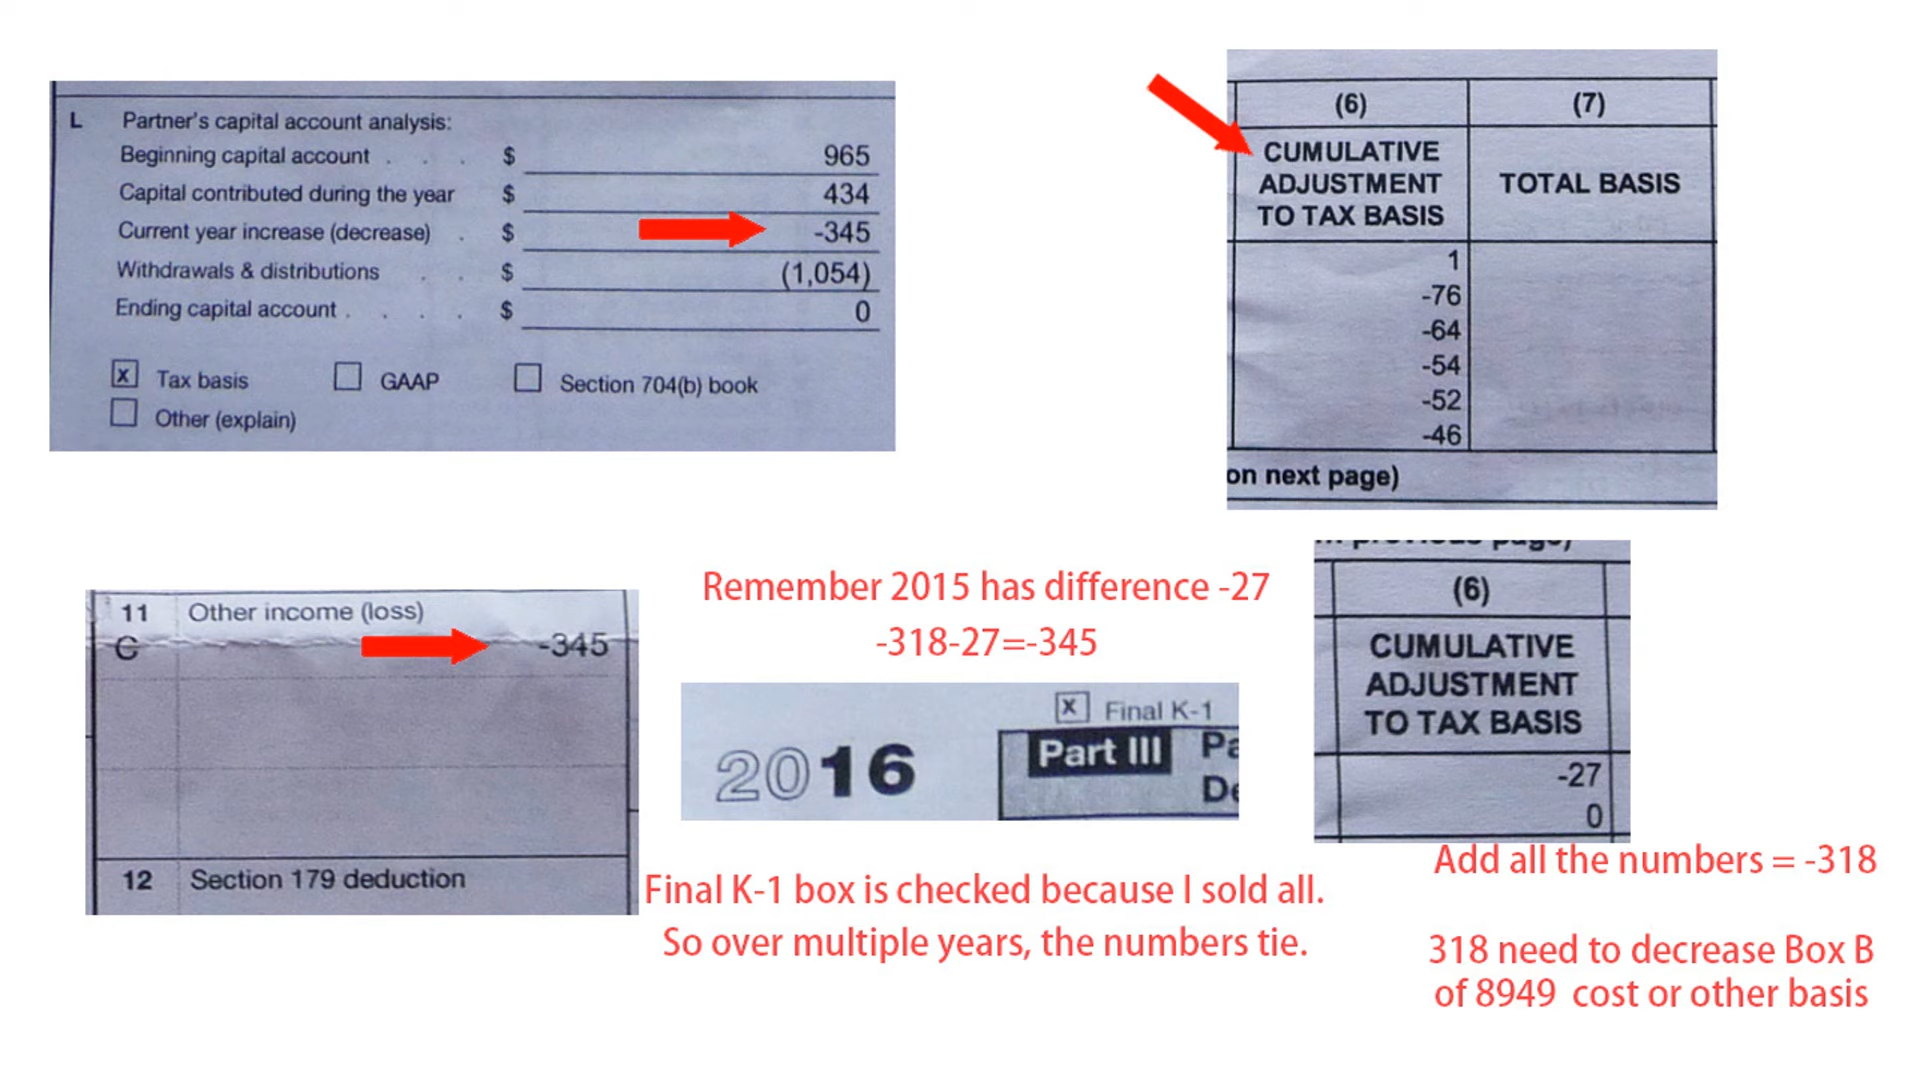 L Partner's capital account analysis:
Beginning capital account . . . $ 965
Capital contributed during the year $ 434
Current year increase (decrease) . $ -345
Withdrawals & distributions . . $ (1,054)
Ending capital account . . . . $ 0
x Tax basis GAAP Section 704(b) book
Other (explain)
(6) (7)
CUMULATIVE
ADJUSTMENT
TO TAX BASIS
TOTAL BASIS
1
-76
-64
-54
-52
-46
on next page)
11 Other income (loss)
C -345
12 Section 179 deduction
Remember 2015 has difference -27
-318-27=-345
x Final K-1
2016
Part III
Final K-1 box is checked because I sold all.
So over multiple years, the numbers tie.
previous page)
(6)
CUMULATIVE
ADJUSTMENT
TO TAX BASIS
-27
0
Add all the numbers = -318
318 need to decrease Box B
of 8949 cost or other basis